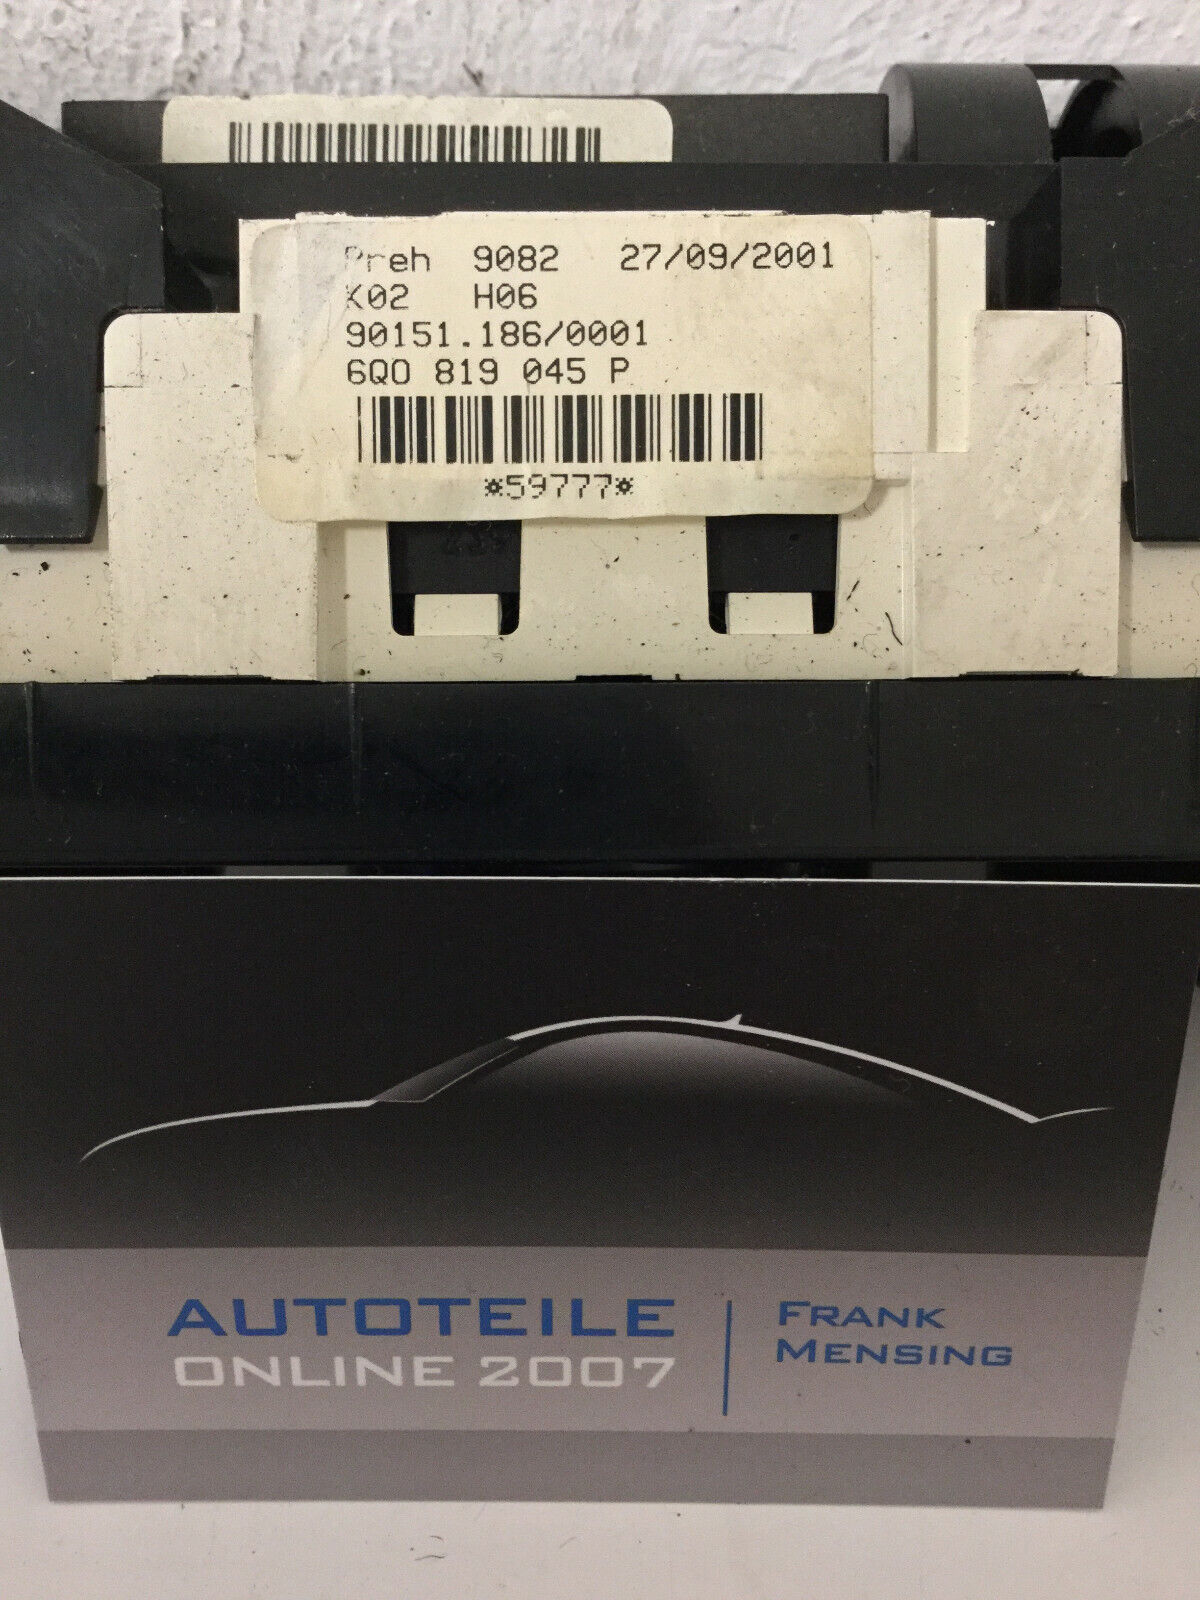 Preh 9082 27/09/2001
K02 H06
90151.186/0001
6Q0 819 045 P
*59777*
AUTOTEILE
ONLINE 2007
FRANK
MENSING